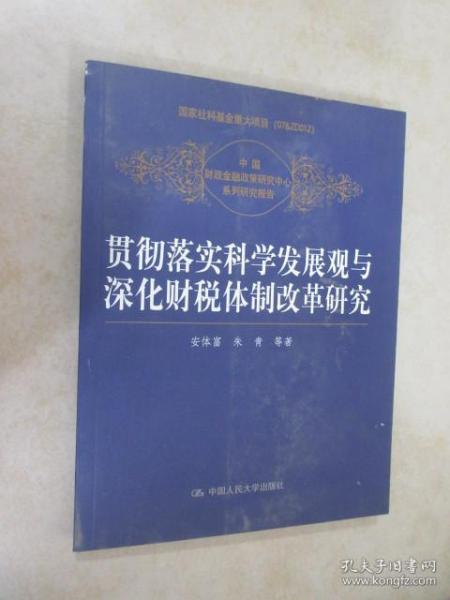 国家社科基金重大项目（07&ZD012）
中国
财政金融政策研究中心
系列研究报告
贯彻落实科学发展观与
深化财税体制改革研究
安体富 朱 青 等著
中国人民大学出版社
孔夫子旧书网
www.kongfz.com